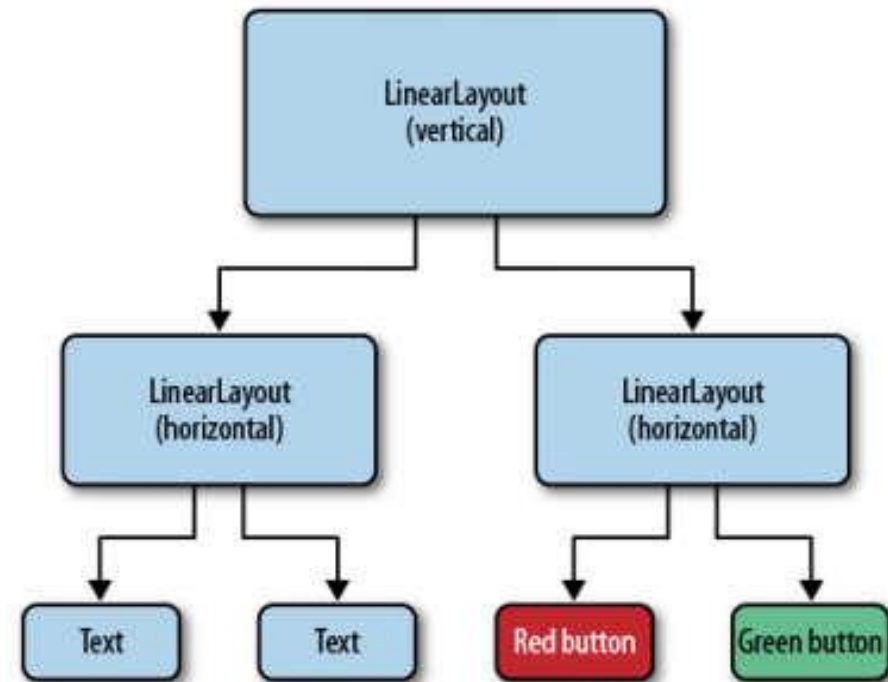 LinearLayout
(vertical)
LinearLayout
(horizontal)
LinearLayout
(horizontal)
Text
Text
Red button
Green button